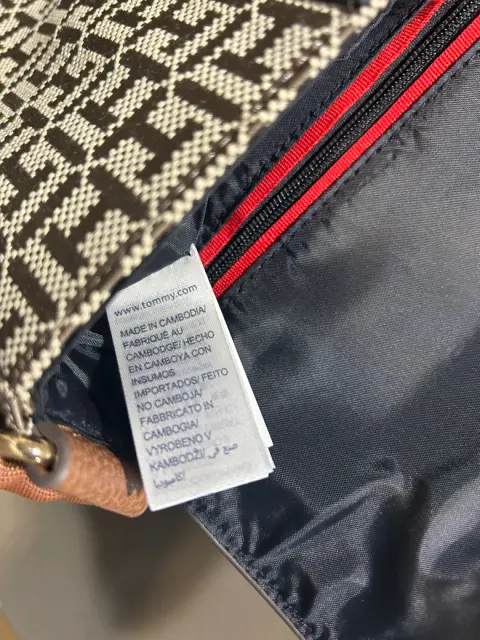 www.tommy.com
MADE IN CAMBODIA/
FABRIQUÉ AU
CAMBODGE/ HECHO
EN CAMBOYA CON
INSUMOS
IMPORTADOS/ FEITO
NO CAMBOJA/
FABBRICATO IN
CAMBOGIA/
VYROBENO V
KAMBODŽI/ صنع في
كامبوديا/